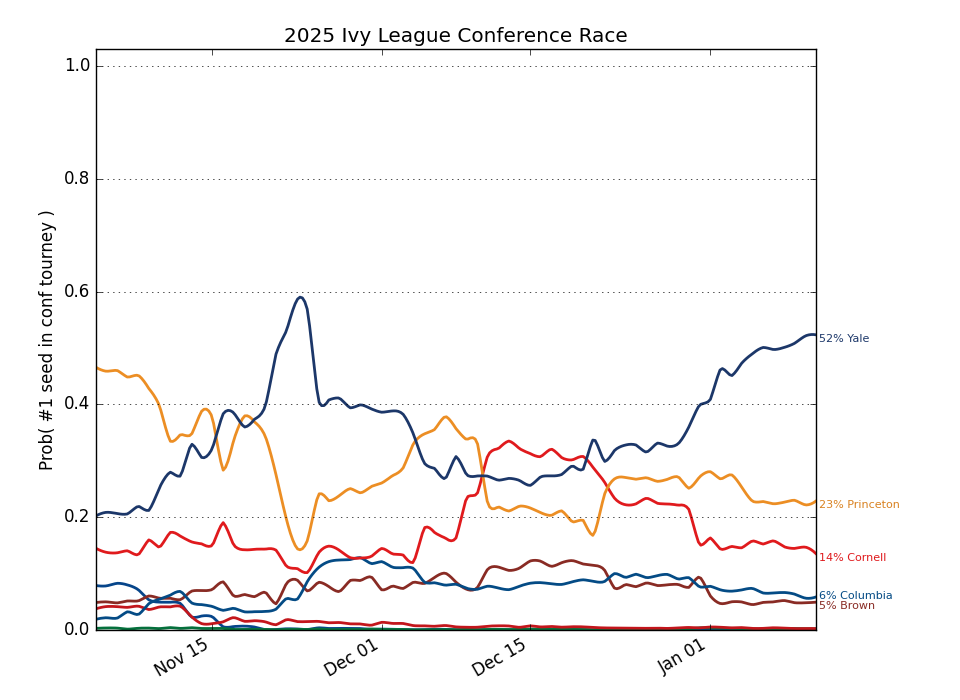 2025 Ivy League Conference Race
Prob( #1 seed in conf tourney )
1.0
0.8
0.6
0.4
0.2
0.0
52% Yale
23% Princeton
14% Cornell
6% Columbia
5% Brown
Nov 15
Dec 01
Dec 15
Jan 01